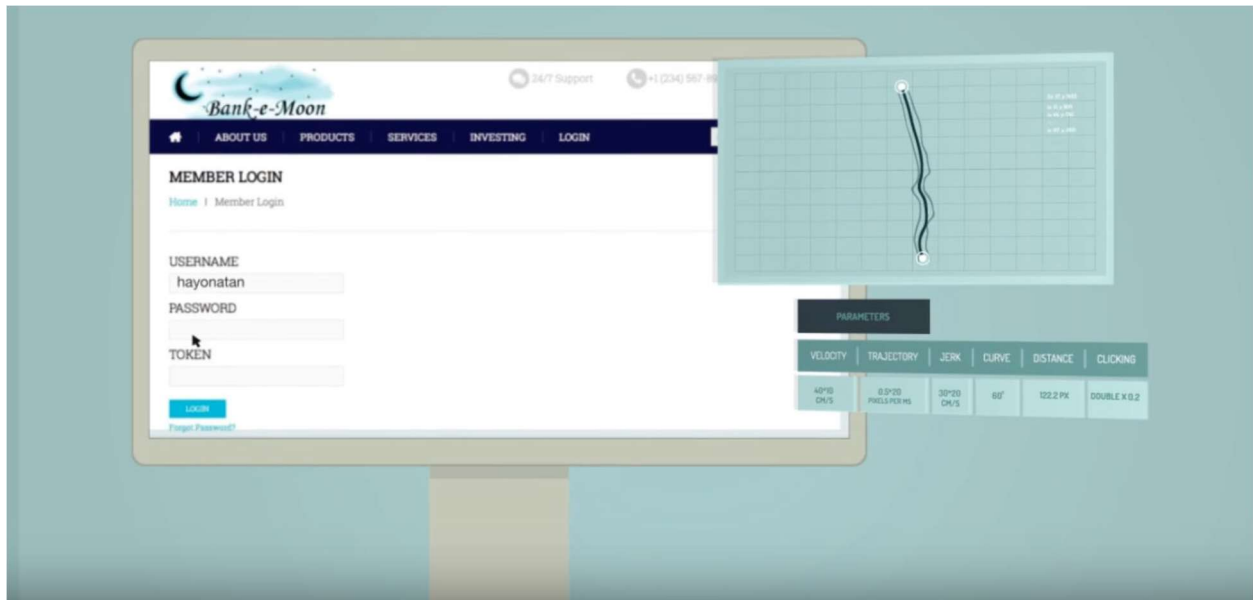 24/7 Support
Bank-e-Moon
ABOUT US PRODUCTS SERVICES INVESTING LOGIN
MEMBER LOGIN
Home | Member Login
USERNAME
hayonatan
PASSWORD
TOKEN
LOGIN
Forgot Password?
PARAMETERS
VELOCITY TRAJECTORY JERK CURVE DISTANCE CLICKING
40*10 CM/S
0.5*20 PIXELS PER MS
30*20 CM/S
60° 122.2 PX DOUBLE X 0.2